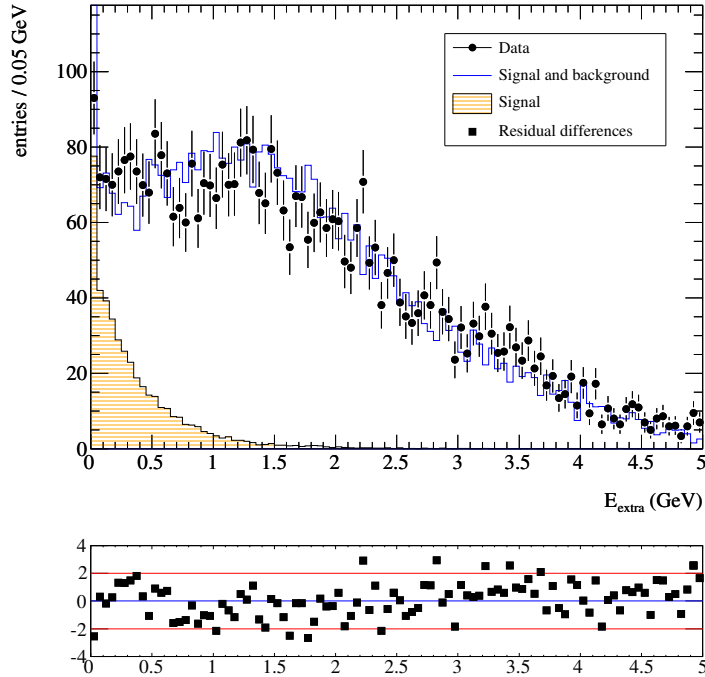 entries / 0.05 GeV
100
80
60
40
20
0
Data
Signal and background
Signal
Residual differences
0 0.5 1 1.5 2 2.5 3 3.5 4 4.5 5
E_extra (GeV)
4
2
0
-2
-4
0 0.5 1 1.5 2 2.5 3 3.5 4 4.5 5